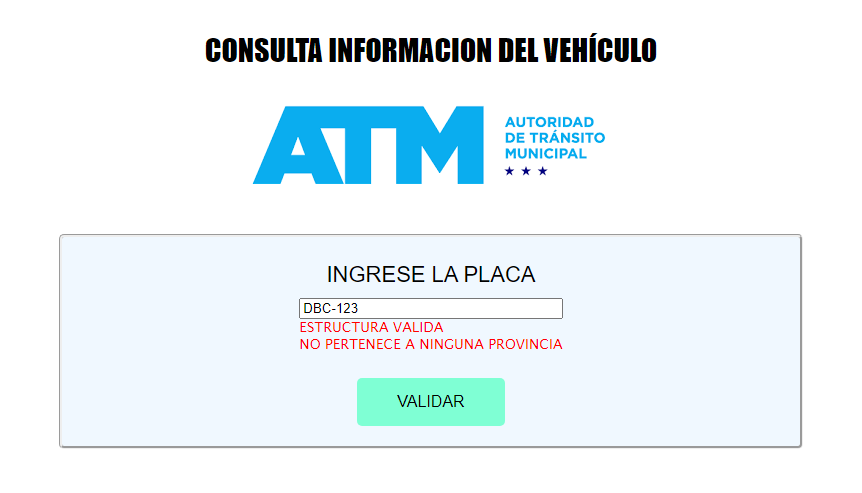 CONSULTA INFORMACION DEL VEHÍCULO
ATM
AUTORIDAD
DE TRÁNSITO
MUNICIPAL
INGRESE LA PLACA
DBC-123
ESTRUCTURA VALIDA
NO PERTENECE A NINGUNA PROVINCIA
VALIDAR